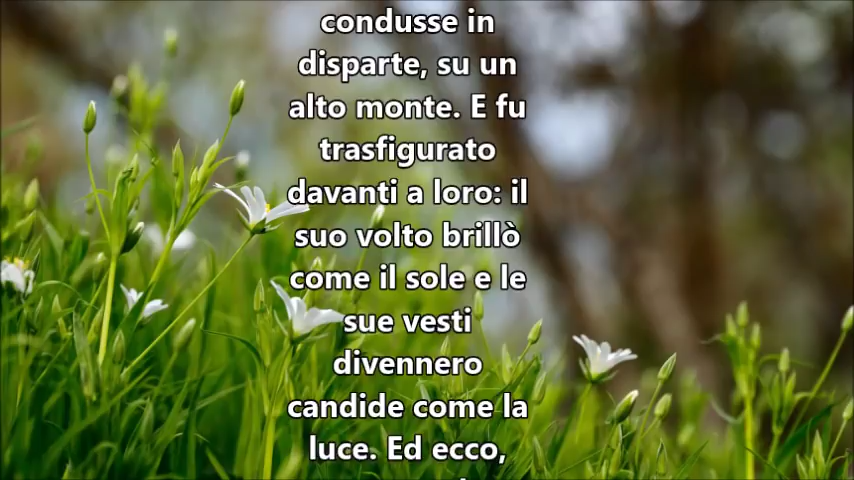 condusse in
disparte, su un
alto monte. E fu
trasfigurato
davanti a loro: il
suo volto brillò
come il sole e le
sue vesti
divennero
candide come la
luce. Ed ecco,